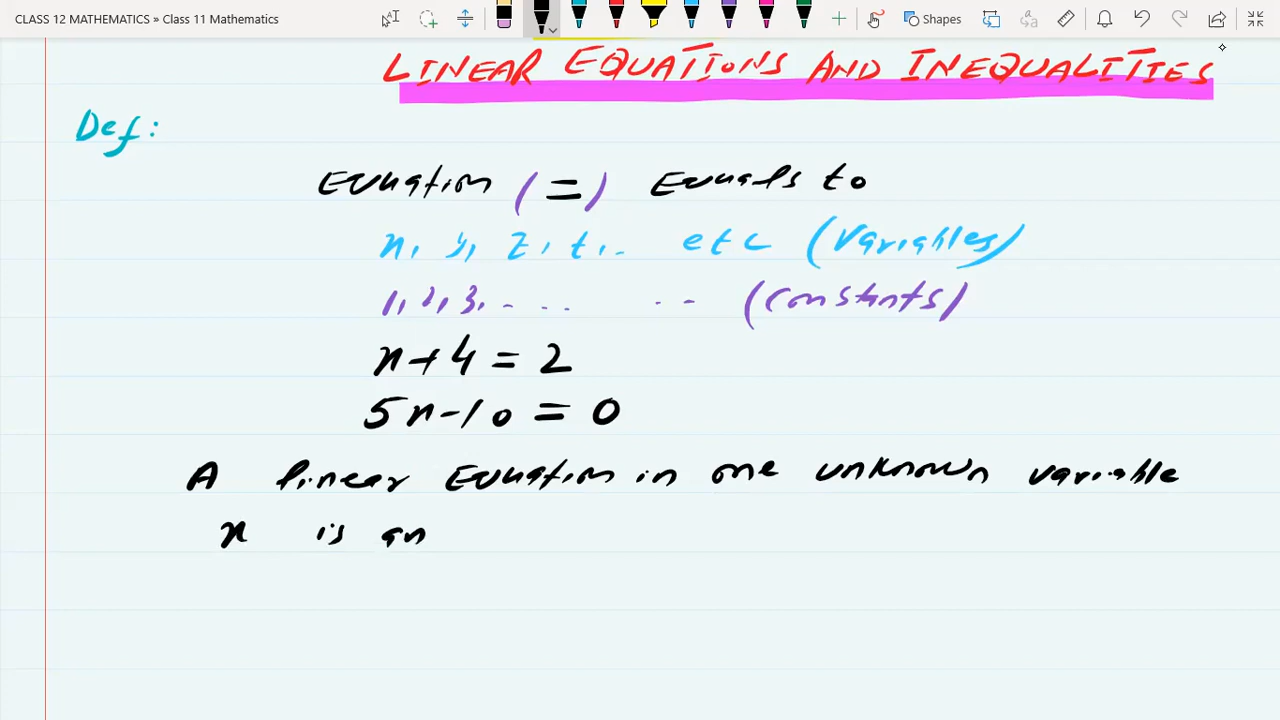 CLASS 12 MATHEMATICS » Class 11 Mathematics
Shapes
LINEAR EQUATIONS AND INEQUALITIES
Def:
Equation (=) Equals to
x, y, z, t, .. etc (Variables)
1, 2, 3, .. .. .. (Constants)
x + 4 = 2
5x - 10 = 0
A linear Equation in one unknown variable
x is an